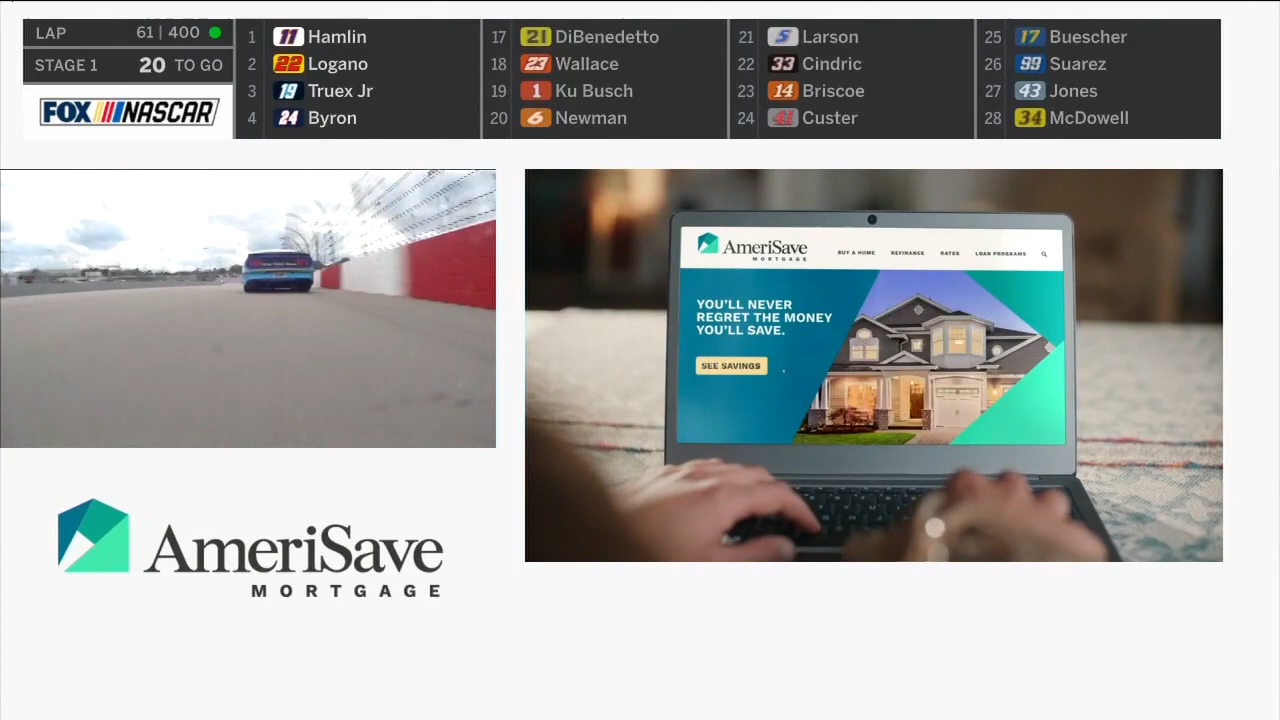 LAP 61 | 400
STAGE 1 20 TO GO
FOX NASCAR
1 11 Hamlin
2 22 Logano
3 19 Truex Jr
4 24 Byron
17 21 DiBenedetto
18 23 Wallace
19 1 Ku Busch
20 6 Newman
21 5 Larson
22 33 Cindric
23 14 Briscoe
24 41 Custer
25 17 Buescher
26 99 Suarez
27 43 Jones
28 34 McDowell
AmeriSave
MORTGAGE
BUY A HOME REFINANCE RATES LOAN PROGRAMS
YOU'LL NEVER
REGRET THE MONEY
YOU'LL SAVE.
SEE SAVINGS
AmeriSave
MORTGAGE